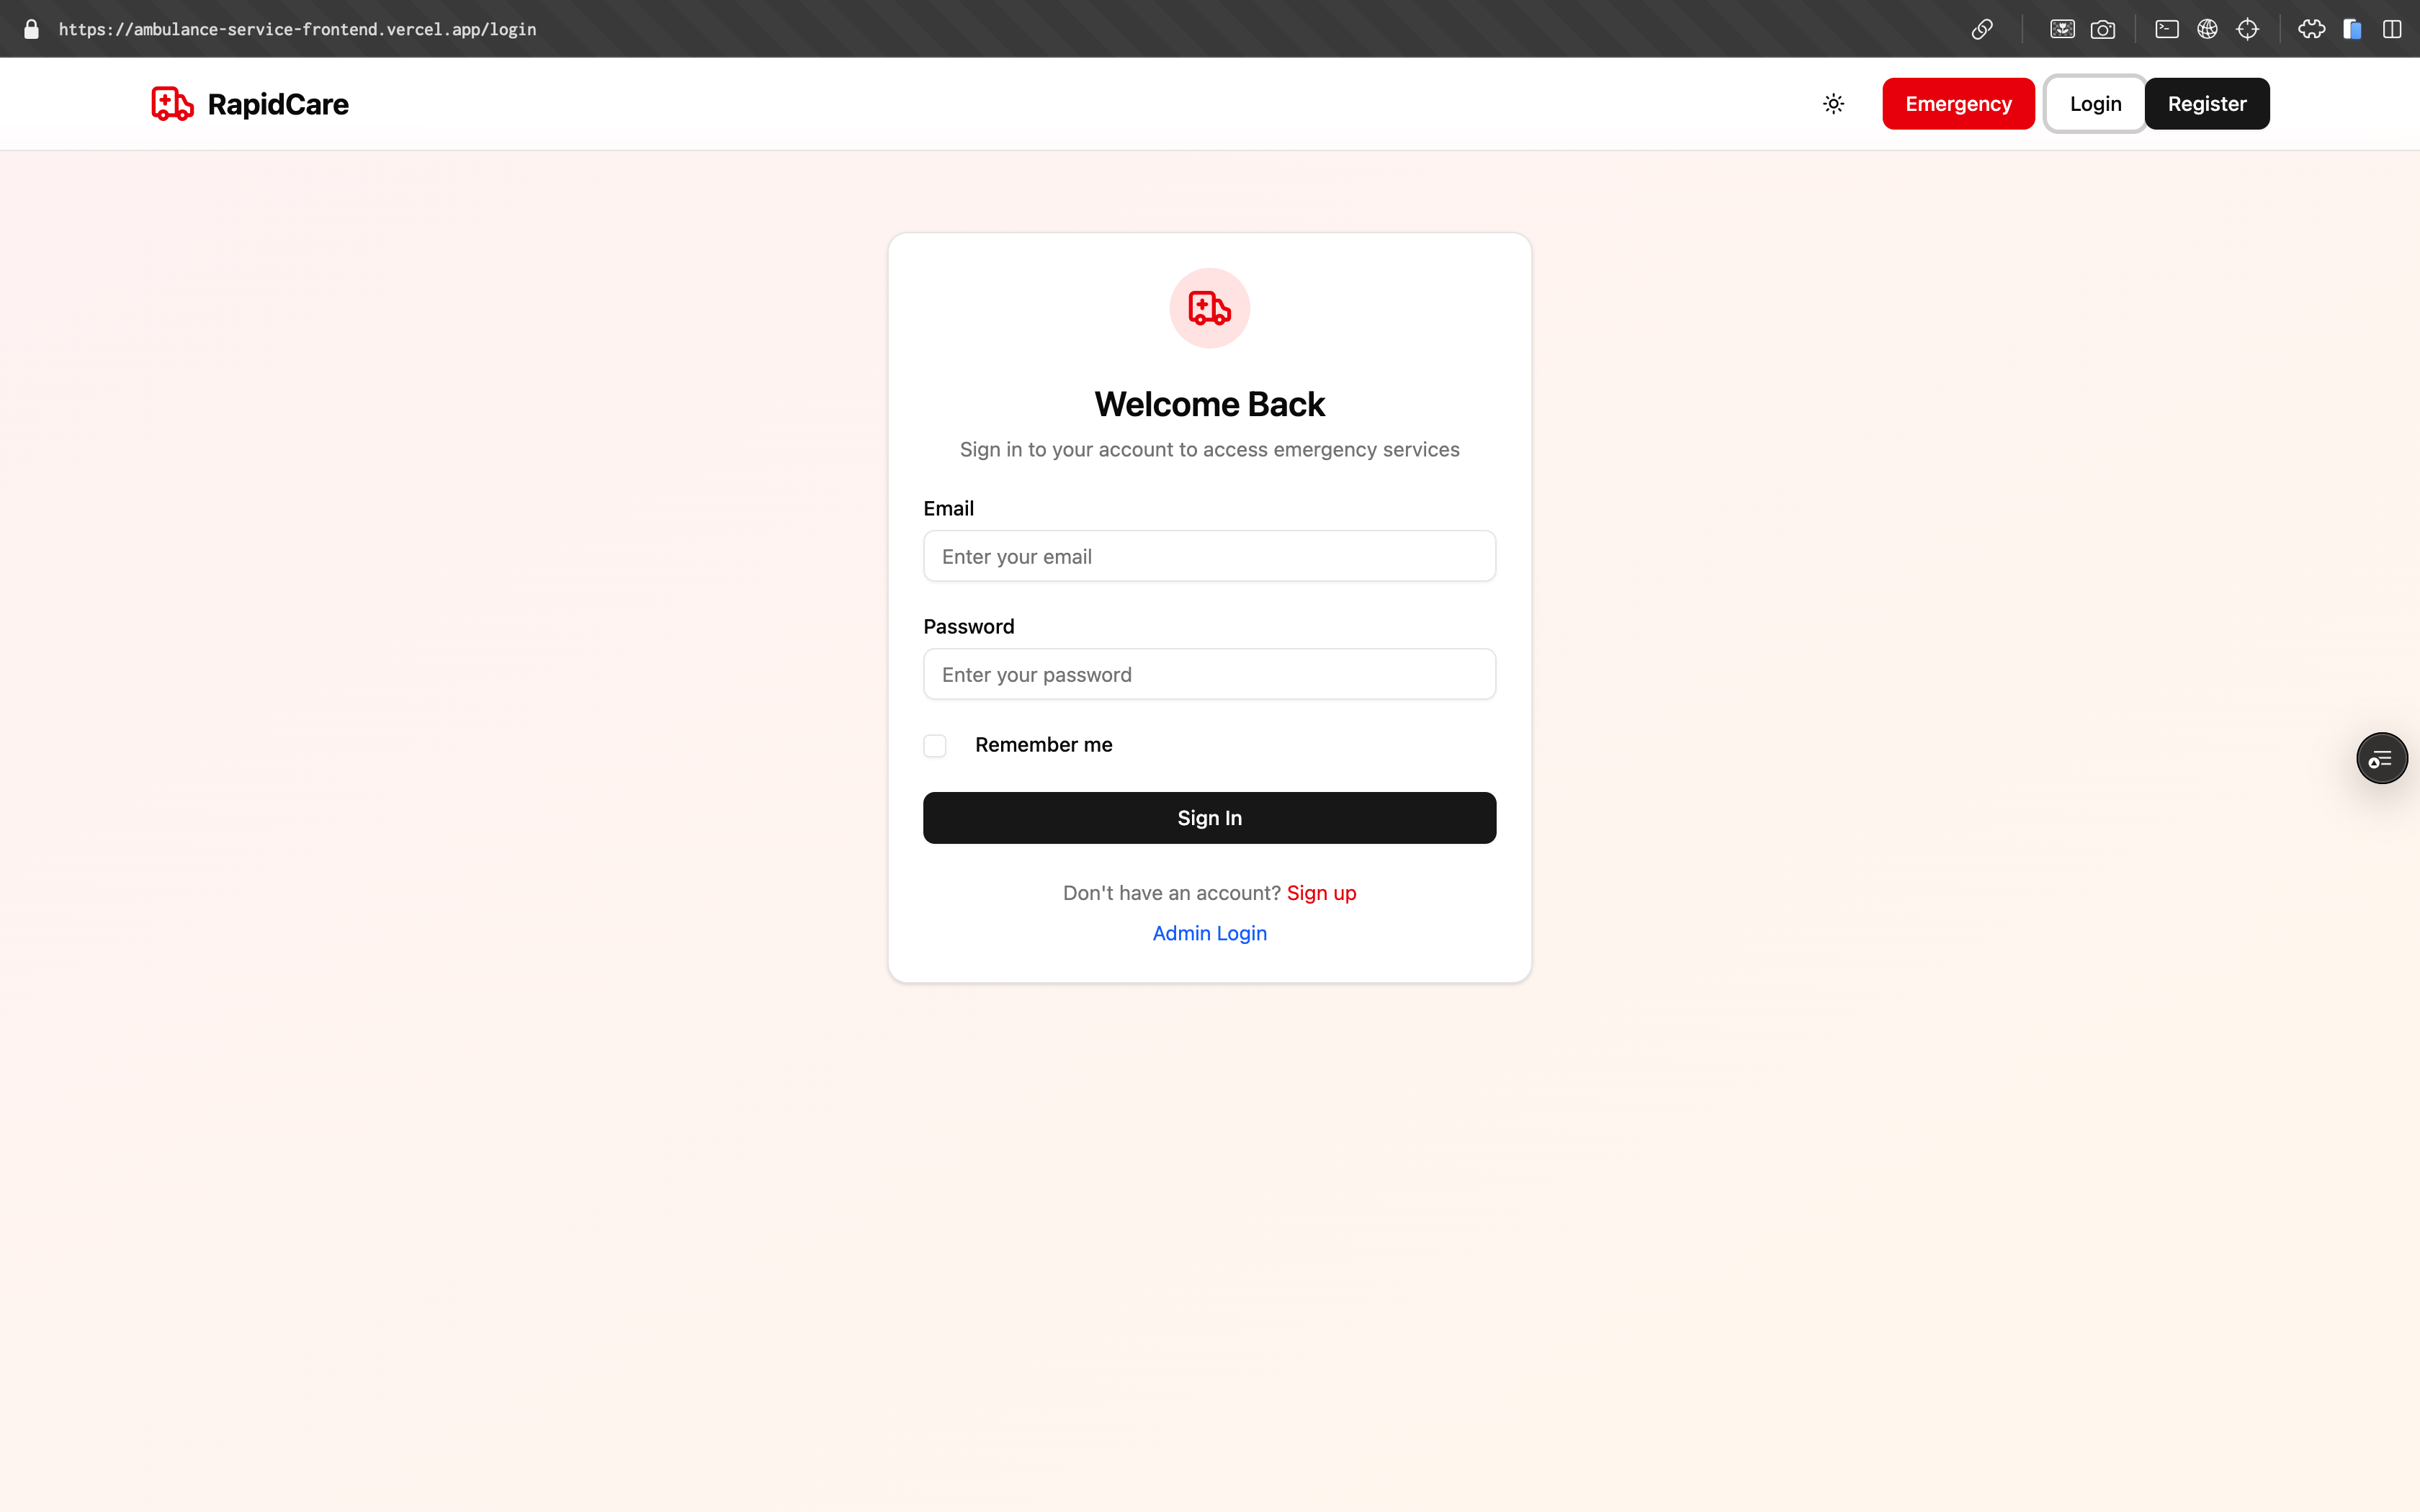 https://ambulance-service-frontend.vercel.app/login
RapidCare
Emergency
Login
Register
Welcome Back
Sign in to your account to access emergency services
Email
Enter your email
Password
Enter your password
Remember me
Sign In
Don't have an account? Sign up
Admin Login